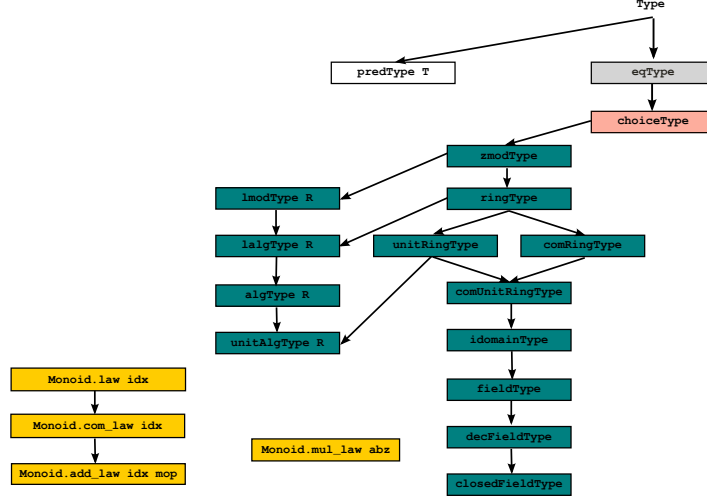 Type
predType T
eqType
choiceType
zmodType
lmodType R
ringType
lalgType R
unitRingType
comRingType
algType R
comUnitRingType
unitAlgType R
idomainType
Monoid.law idx
fieldType
Monoid.com_law idx
decFieldType
Monoid.mul_law abz
Monoid.add_law idx mop
closedFieldType